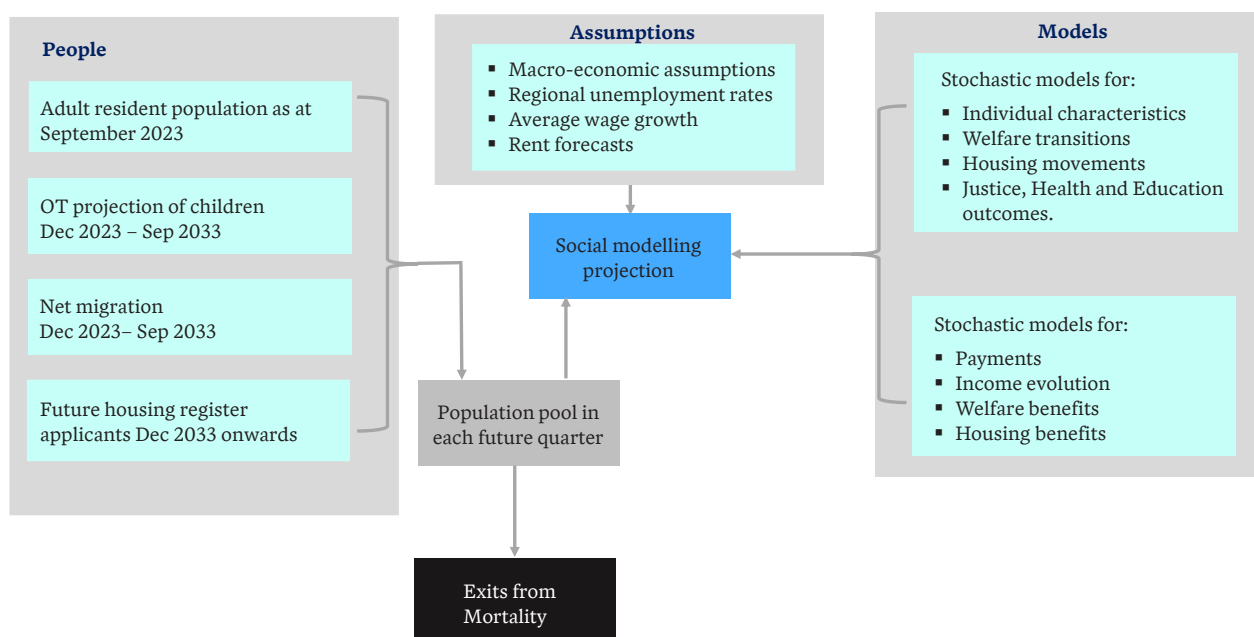 People
Adult resident population as at
September 2023
OT projection of children
Dec 2023 – Sep 2033
Net migration
Dec 2023– Sep 2033
Future housing register
applicants Dec 2033 onwards
Assumptions
▪ Macro-economic assumptions
▪ Regional unemployment rates
▪ Average wage growth
▪ Rent forecasts
Social modelling
projection
Population pool in
each future quarter
Exits from
Mortality
Models
Stochastic models for:
▪ Individual characteristics
▪ Welfare transitions
▪ Housing movements
▪ Justice, Health and Education
outcomes.
Stochastic models for:
▪ Payments
▪ Income evolution
▪ Welfare benefits
▪ Housing benefits